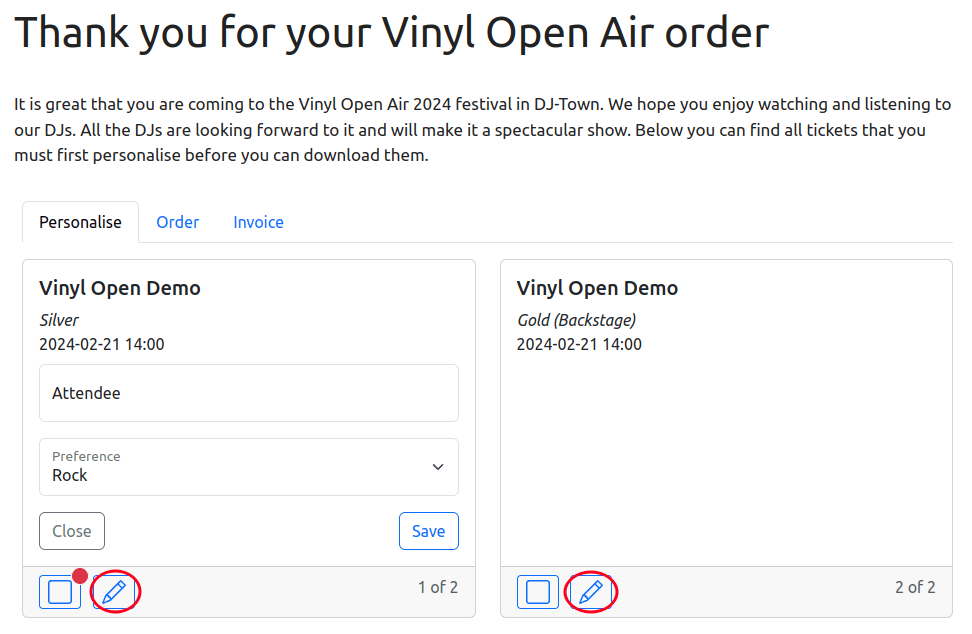 Thank you for your Vinyl Open Air order
It is great that you are coming to the Vinyl Open Air 2024 festival in DJ-Town. We hope you enjoy watching and listening to
our DJs. All the DJs are looking forward to it and will make it a spectacular show. Below you can find all tickets that you
must first personalise before you can download them.
Personalise Order Invoice
Vinyl Open Demo
Silver
2024-02-21 14:00
Attendee
Preference
Rock
Close Save
1 of 2
Vinyl Open Demo
Gold (Backstage)
2024-02-21 14:00
2 of 2